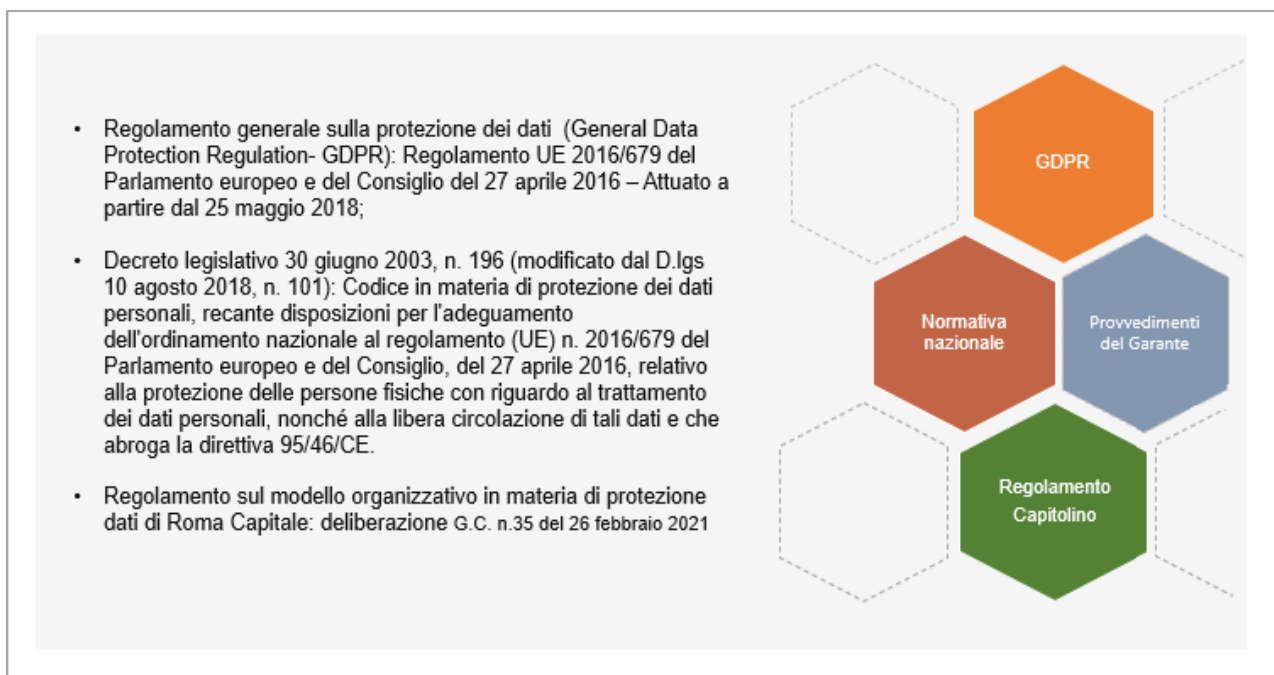 • Regolamento generale sulla protezione dei dati (General Data
Protection Regulation- GDPR): Regolamento UE 2016/679 del
Parlamento europeo e del Consiglio del 27 aprile 2016 – Attuato a
partire dal 25 maggio 2018;
• Decreto legislativo 30 giugno 2003, n. 196 (modificato dal D.lgs
10 agosto 2018, n. 101): Codice in materia di protezione dei dati
personali, recante disposizioni per l'adeguamento
dell'ordinamento nazionale al regolamento (UE) n. 2016/679 del
Parlamento europeo e del Consiglio, del 27 aprile 2016, relativo
alla protezione delle persone fisiche con riguardo al trattamento
dei dati personali, nonché alla libera circolazione di tali dati e che
abroga la direttiva 95/46/CE.
• Regolamento sul modello organizzativo in materia di protezione
dati di Roma Capitale: deliberazione G.C. n.35 del 26 febbraio 2021
GDPR
Normativa
nazionale
Provvedimenti
del Garante
Regolamento
Capitolino